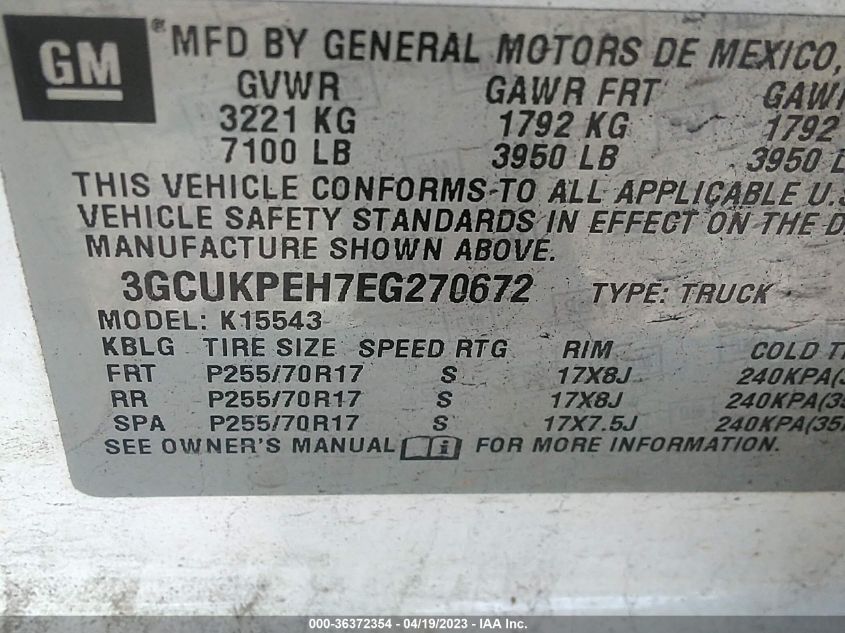 GM® MFD BY GENERAL MOTORS DE MEXICO,
GVWR GAWR FRT
3221 KG 1792 KG 1792
7100 LB 3950 LB 3950
THIS VEHICLE CONFORMS TO ALL APPLICABLE U.S
VEHICLE SAFETY STANDARDS IN EFFECT ON THE
MANUFACTURE SHOWN ABOVE.
3GCUKPEH7EG270672 TYPE: TRUCK
MODEL: K15543
KBLG TIRE SIZE SPEED RTG RIM COLD
FRT P255/70R17 S 17X8J 240KPA(
RR P255/70R17 S 17X8J 240KPA(35
SPA P255/70R17 S 17X7.5J 240KPA(35
SEE OWNER'S MANUAL i FOR MORE INFORMATION.
000-36372354 - 04/19/2023 - IAA Inc.